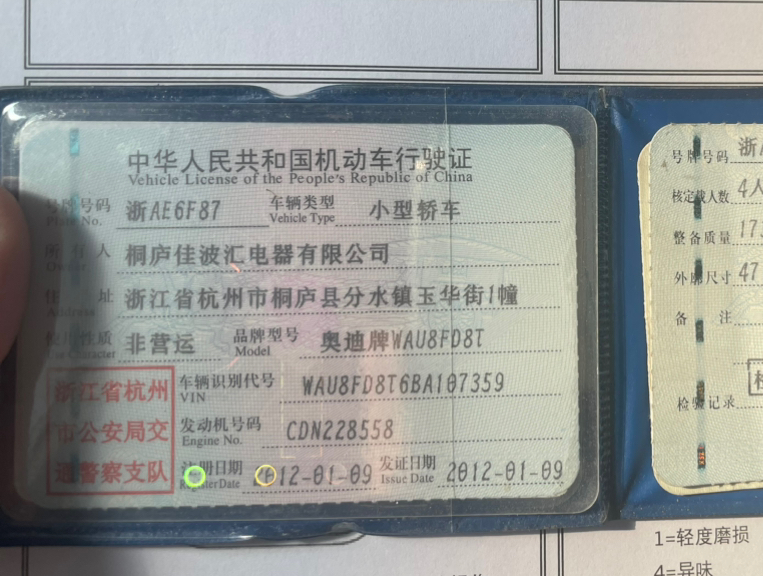 中华人民共和国机动车行驶证
Vehicle License of the People's Republic of China
号牌号码 浙AE6F87 车辆类型 小型轿车
Plate No. Vehicle Type
所有人 桐庐佳波汇电器有限公司
Owner
住址 浙江省杭州市桐庐县分水镇玉华街1幢
Address
使用性质 非营运 品牌型号 奥迪牌WAU8FD8T
Use Character Model
浙江省杭州
市公安局交
通警察支队
车辆识别代号 WAU8FD8T6BA107359
VIN
发动机号码 CDN228558
Engine No.
注册日期 2012-01-09 发证日期 2012-01-09
Register Date Issue Date
号牌号码 浙
核定载人数 4人
整备质量 17
外廓尺寸 47
备注
检验记录
1=轻度磨损
4=异味